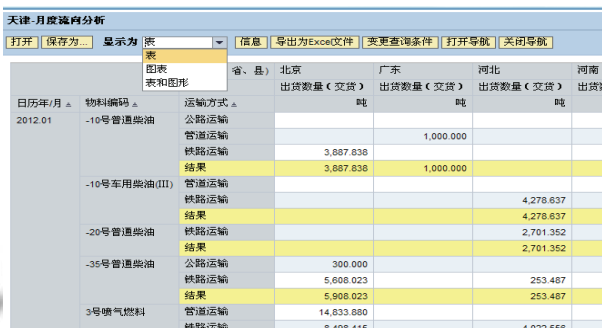 天津-月度流向分析
打开 保存为... 显示为 表 信息 导出为Excel文件 变更查询条件 打开导航 关闭导航
表
图表
表和图形
省、县) 北京 广东 河北 河南
出货数量(交货) 出货数量(交货) 出货数量(交货) 出货
日历年/月 物料编码 运输方式 吨 吨 吨
2012.01 -10号普通柴油 公路运输
管道运输 1,000.000
铁路运输 3,887.838
结果 3,887.838 1,000.000
-10号车用柴油(III) 管道运输
铁路运输 4,278.637
结果 4,278.637
-20号普通柴油 铁路运输 2,701.352
结果 2,701.352
-35号普通柴油 公路运输 300.000
铁路运输 5,608.023 253.487
结果 5,908.023 253.487
3号喷气燃料 管道运输 14,833.880
铁路运输